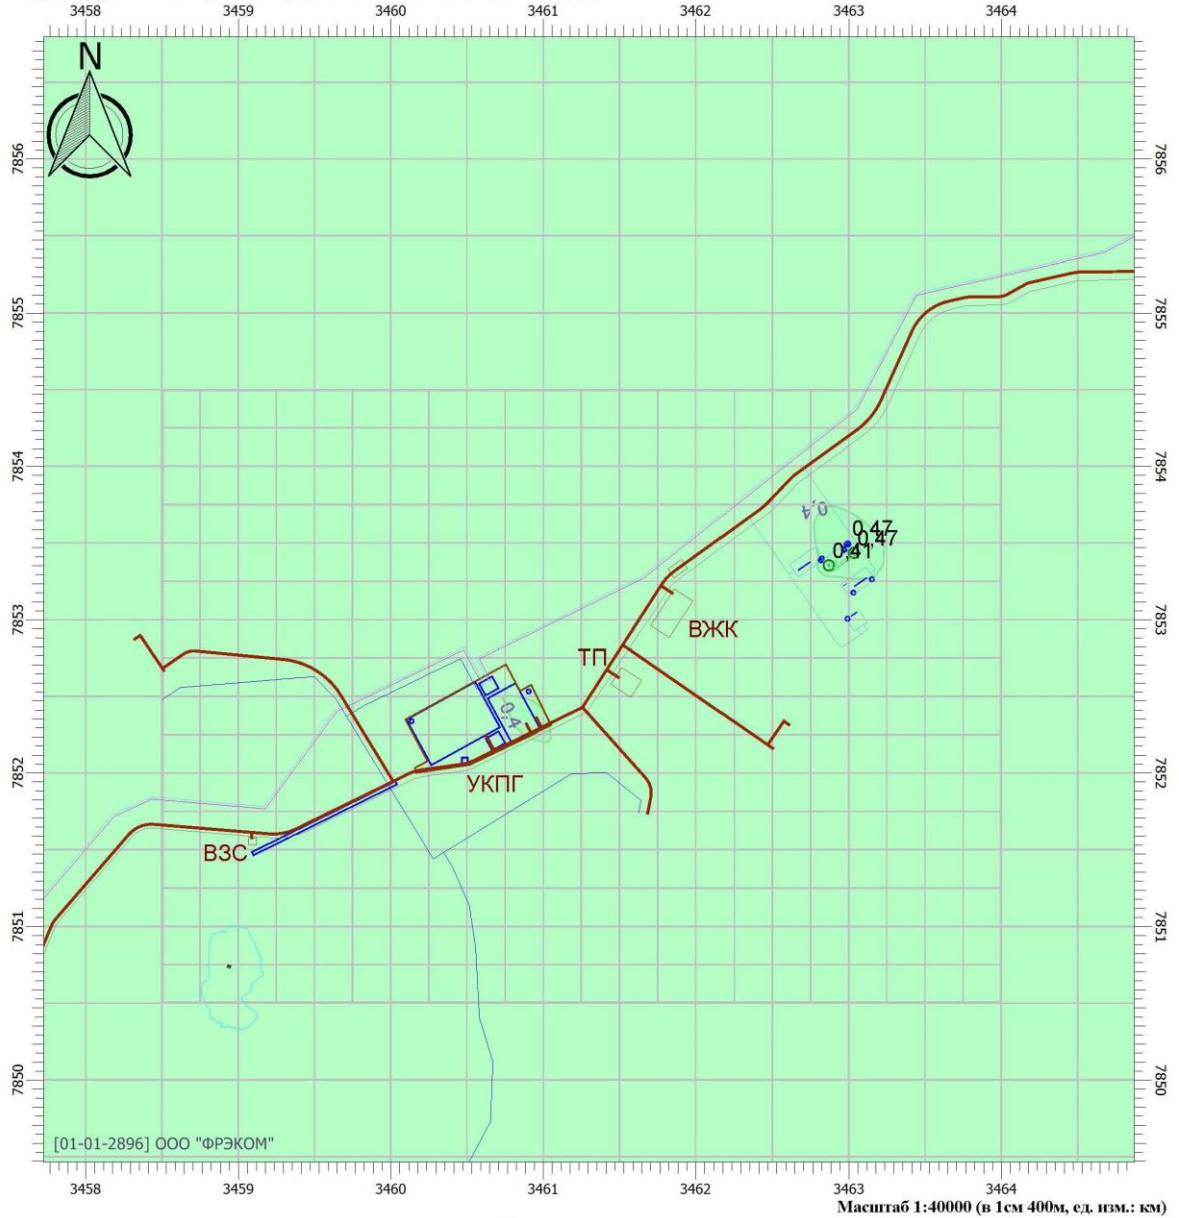 3458 3459 3460 3461 3462 3463 3464
N
7856 7856
7855 7855
7854 7854
0,4
0,47
0,47
0,41
7853 7853
ВЖК
ТП
0,4
7852 7852
УКПГ
ВЗС
7851 7851
7850 7850
[01-01-2896] ООО "ФРЭКОМ"
3458 3459 3460 3461 3462 3463 3464
Масштаб 1:40000 (в 1см 400м, ед. изм.: км)